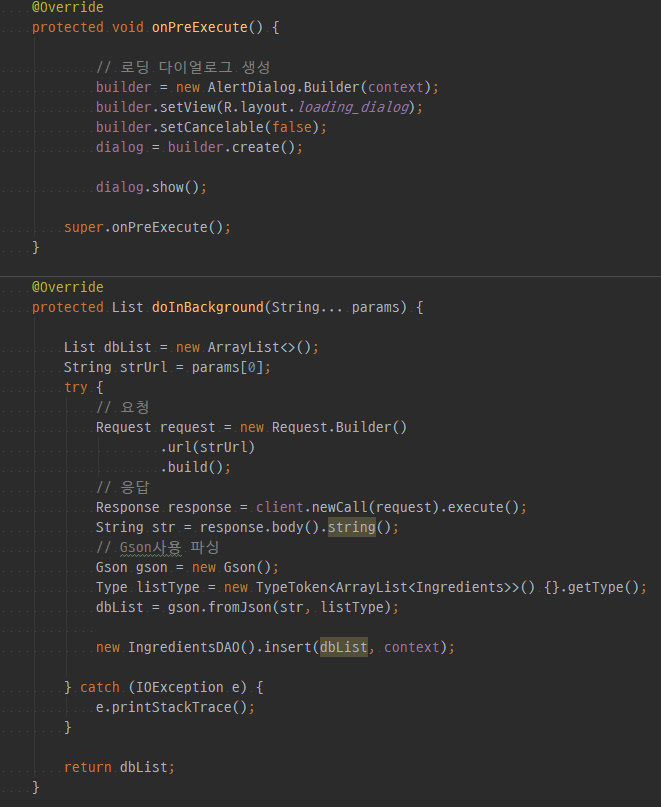 @Override
protected void onPreExecute() {
// 로딩 다이얼로그 생성
builder = new AlertDialog.Builder(context);
builder.setView(R.layout.loading_dialog);
builder.setCancelable(false);
dialog = builder.create();
dialog.show();
super.onPreExecute();
}
@Override
protected List doInBackground(String... params) {
List dbList = new ArrayList<>();
String strUrl = params[0];
try {
// 요청
Request request = new Request.Builder()
.url(strUrl)
.build();
// 응답
Response response = client.newCall(request).execute();
String str = response.body().string();
// Gson사용 파싱
Gson gson = new Gson();
Type listType = new TypeToken<ArrayList<Ingredients>>() {}.getType();
dbList = gson.fromJson(str, listType);
new IngredientsDAO().insert(dbList, context);
} catch (IOException e) {
e.printStackTrace();
}
return dbList;
}